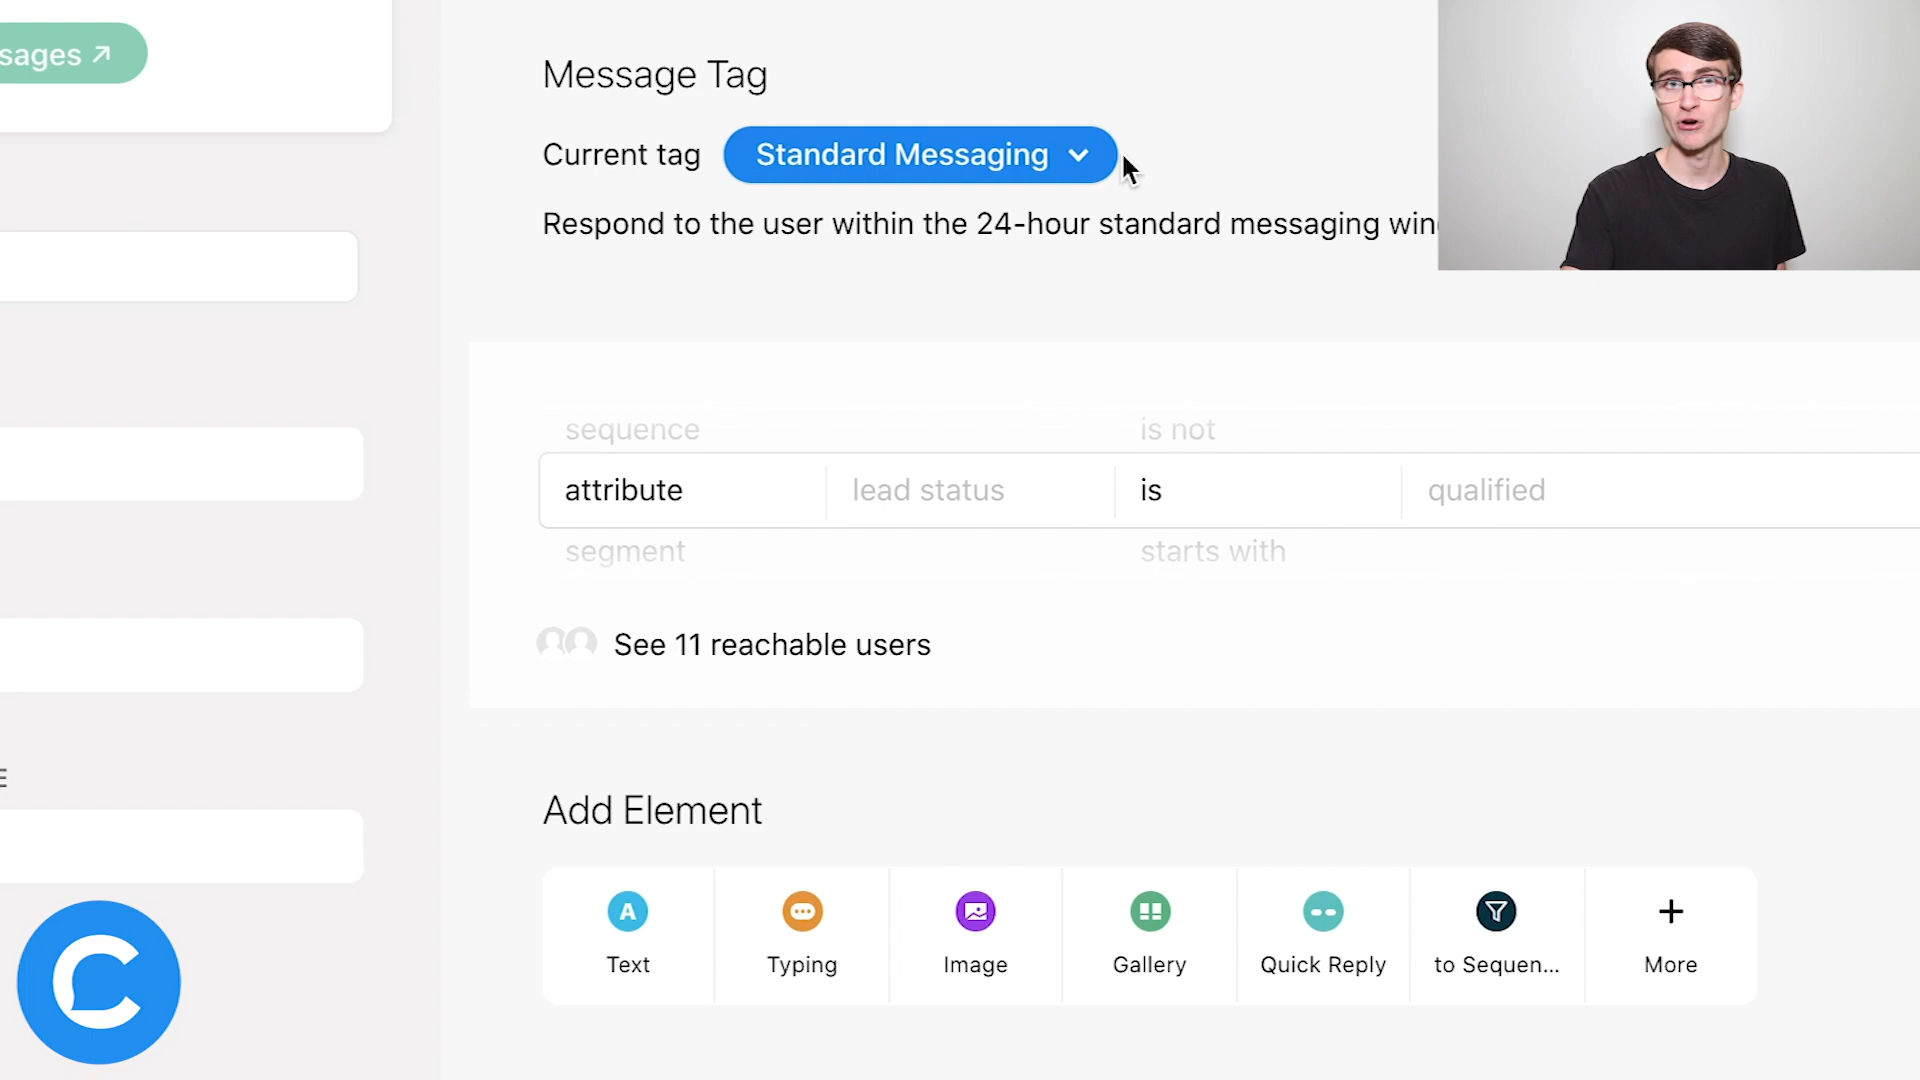 sages ↗
Message Tag
Current tag Standard Messaging
Respond to the user within the 24-hour standard messaging win
sequence is not
attribute lead status is qualified
segment starts with
See 11 reachable users
E
Add Element
A
Text Typing Image Gallery Quick Reply to Sequen... More